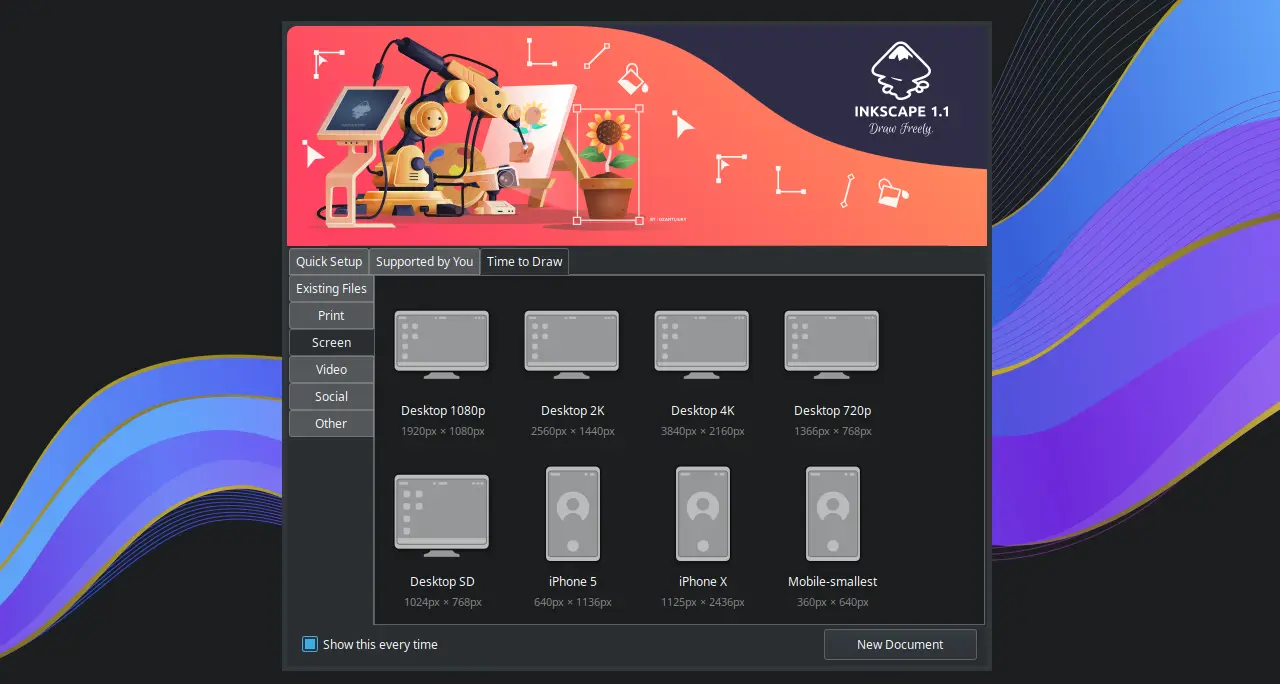 INKSCAPE 1.1
Draw Freely.
Quick Setup
Supported by You
Time to Draw
Existing Files
Print
Screen
Video
Social
Other
Desktop 1080p
1920px × 1080px
Desktop 2K
2560px × 1440px
Desktop 4K
3840px × 2160px
Desktop 720p
1366px × 768px
Desktop SD
1024px × 768px
iPhone 5
640px × 1136px
iPhone X
1125px × 2436px
Mobile-smallest
360px × 640px
Show this every time
New Document